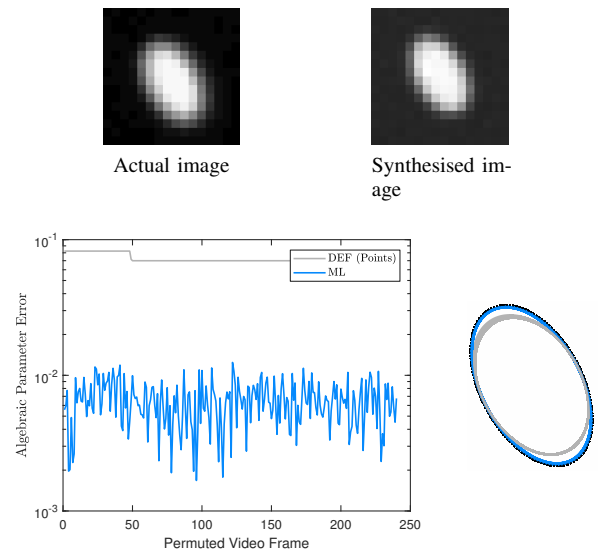 Actual image
Synthesised im-
age
10-1
DEF (Points)
ML
Algebraic Parameter Error
10-2
10-3
0
50
100
150
200
250
Permuted Video Frame